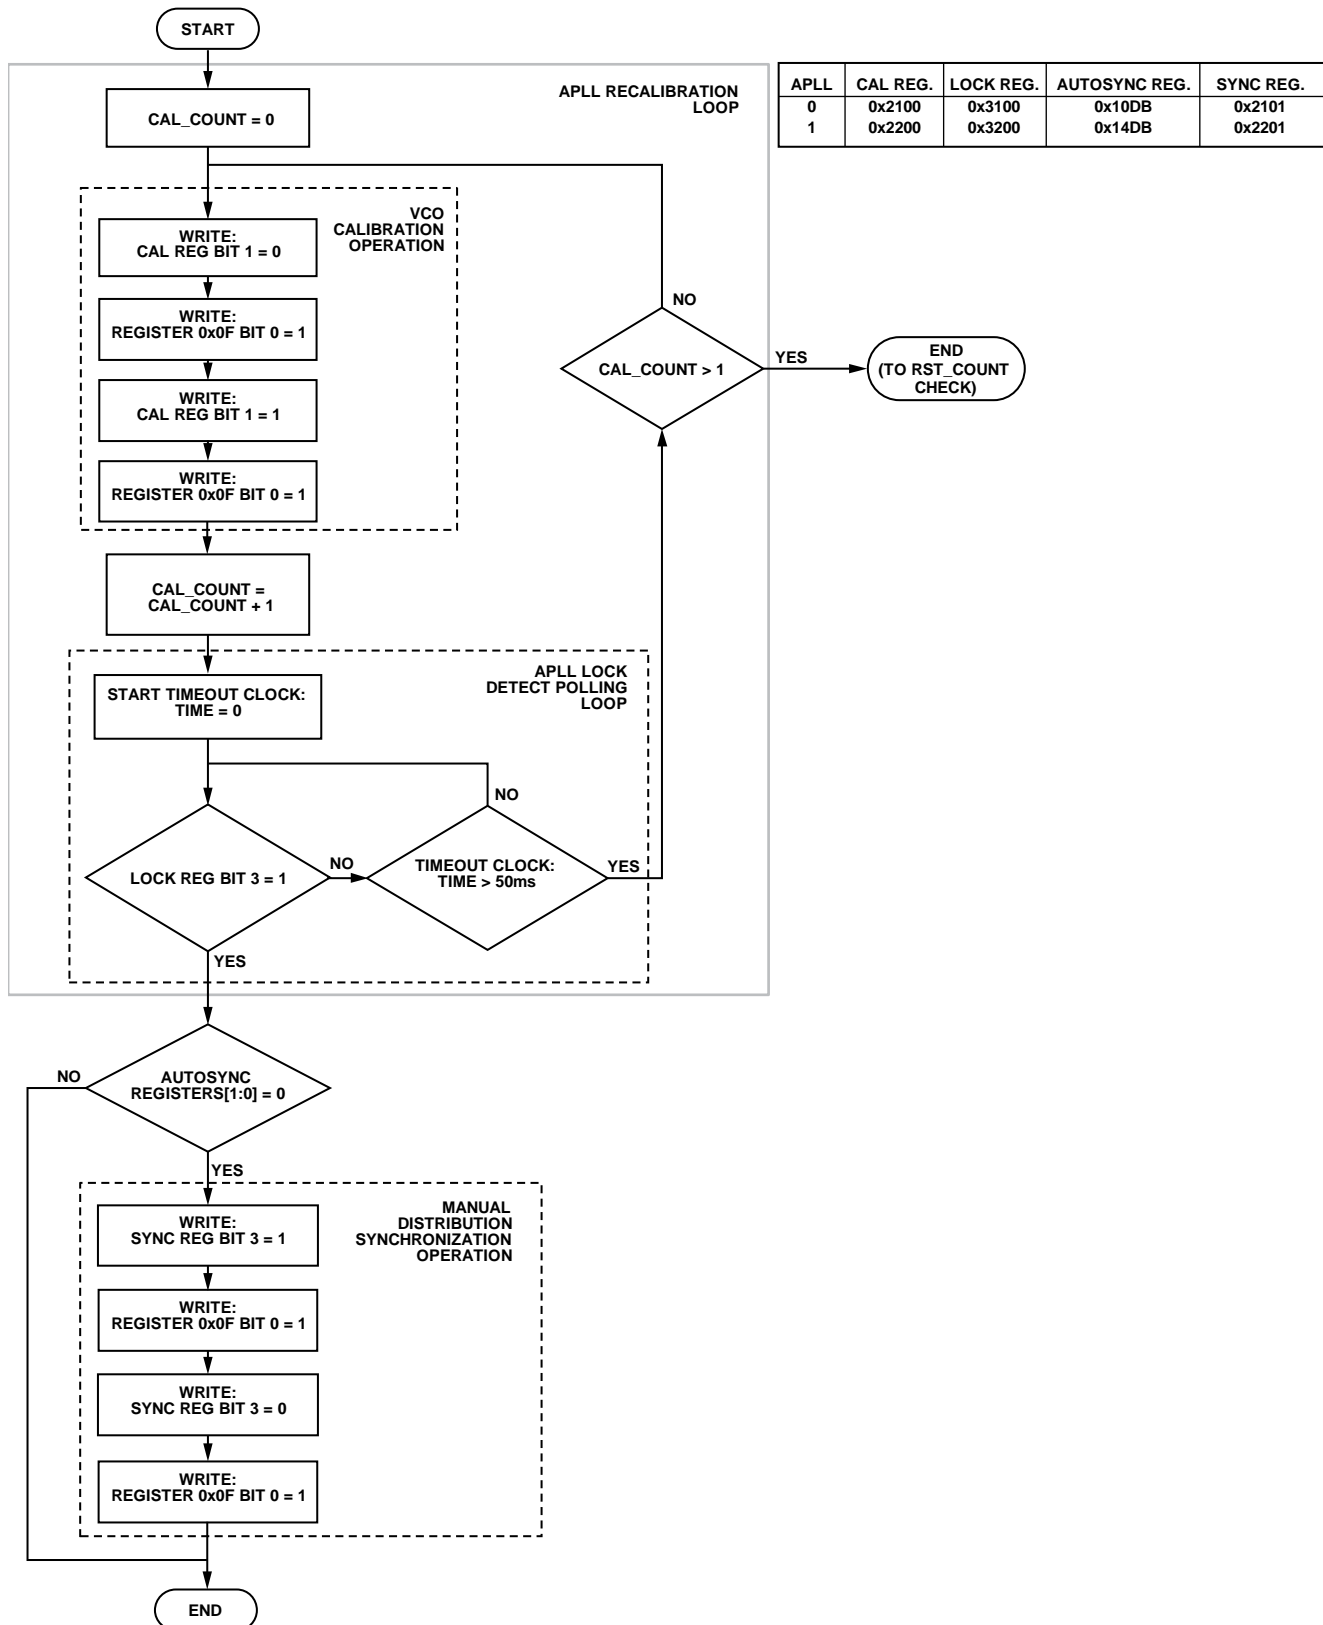 START
APLL RECALIBRATION
LOOP
APLL CAL REG. LOCK REG. AUTOSYNC REG. SYNC REG.
0 0x2100 0x3100 0x10DB 0x2101
1 0x2200 0x3200 0x14DB 0x2201
CAL_COUNT = 0
VCO
CALIBRATION
OPERATION
WRITE:
CAL REG BIT 1 = 0
WRITE:
REGISTER 0x0F BIT 0 = 1
WRITE:
CAL REG BIT 1 = 1
WRITE:
REGISTER 0x0F BIT 0 = 1
NO
CAL_COUNT > 1
YES
END
(TO RST_COUNT
CHECK)
CAL_COUNT =
CAL_COUNT + 1
APLL LOCK
DETECT POLLING
LOOP
START TIMEOUT CLOCK:
TIME = 0
NO
LOCK REG BIT 3 = 1
NO
TIMEOUT CLOCK:
TIME > 50ms
YES
YES
AUTOSYNC
REGISTERS[1:0] = 0
NO
YES
MANUAL
DISTRIBUTION
SYNCHRONIZATION
OPERATION
WRITE:
SYNC REG BIT 3 = 1
WRITE:
REGISTER 0x0F BIT 0 = 1
WRITE:
SYNC REG BIT 3 = 0
WRITE:
REGISTER 0x0F BIT 0 = 1
END